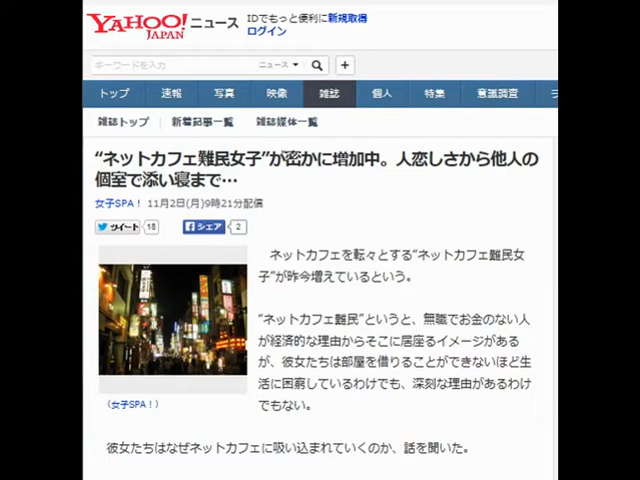 YAHOO! JAPAN ニュース
IDでもっと便利に新規取得
ログイン
キーワードを入力 ニュース
トップ 速報 写真 映像 雑誌 個人 特集 意識調査
雑誌トップ 新着記事一覧 雑誌媒体一覧
“ネットカフェ難民女子”が密かに増加中。人恋しさから他人の
個室で添い寝まで…
女子SPA！ 11月2日(月)9時21分配信
ツイート 18 シェア 2
ネットカフェを転々とする“ネットカフェ難民女
子”が昨今増えているという。
“ネットカフェ難民”というと、無職でお金のない人
が経済的な理由からそこに居座るイメージがある
が、彼女たちは部屋を借りることができないほど生
活に困窮しているわけでも、深刻な理由があるわけ
でもない。
（女子SPA！）
彼女たちはなぜネットカフェに吸い込まれていくのか、話を聞いた。